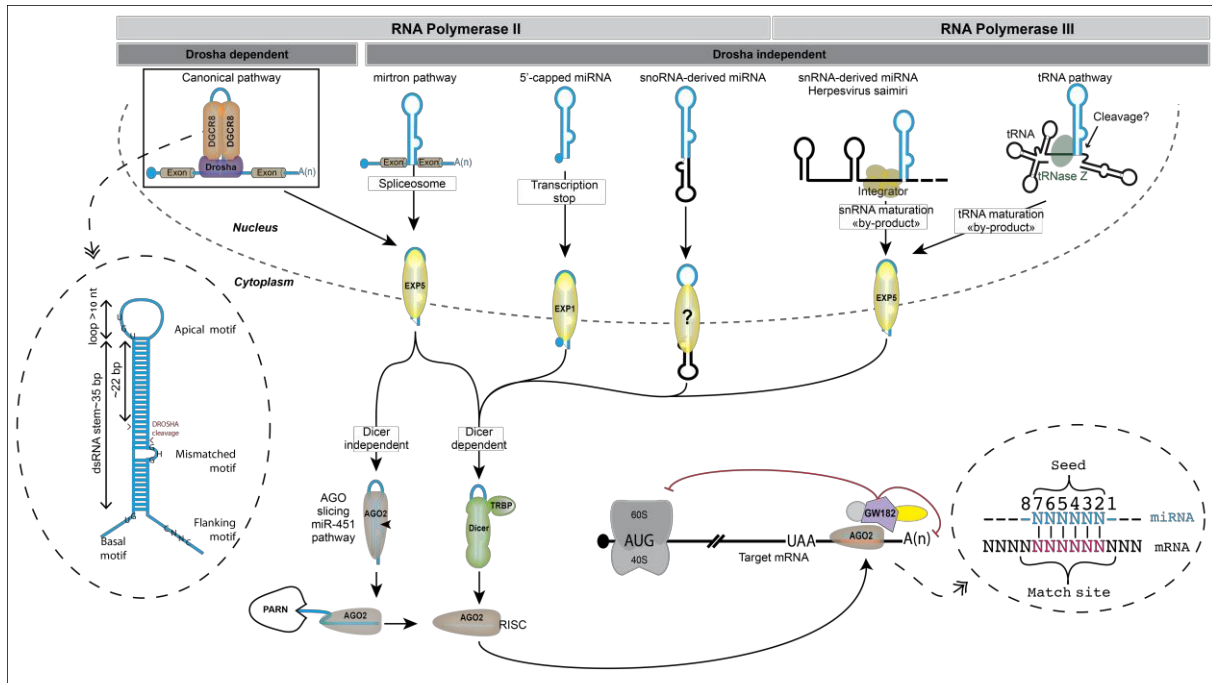 RNA Polymerase II
RNA Polymerase III
Drosha dependent
Drosha independent
Canonical pathway
mirtron pathway
5'-capped miRNA
snoRNA-derived miRNA
snRNA-derived miRNA
Herpesvirus saimiri
tRNA pathway
DGCR8
DGCR8
Drosha
Exon
Exon
A(n)
Exon
Exon
A(n)
Spliceosome
Transcription
stop
Integrator
snRNA maturation
«by-product»
tRNA
Cleavage?
tRNase Z
tRNA maturation
«by-product»
Nucleus
Cytoplasm
EXP5
EXP1
?
EXP5
loop >10 nt
U
G
U
Apical motif
dsRNA stem~35 bp
~22 bp
DROSHA
cleavage
G
H
G
Mismatched
motif
U
G
C
N
N
C
Flanking
motif
Basal
motif
Dicer
independent
Dicer
dependent
AGO
slicing
miR-451
pathway
AGO2
TRBP
Dicer
PARN
AGO2
AGO2
RISC
60S
AUG
40S
Target mRNA
UAA
GW182
AGO2
A(n)
Seed
87654321
----NNNNNN---- miRNA
NNNNNNNNNNNNN mRNA
Match site